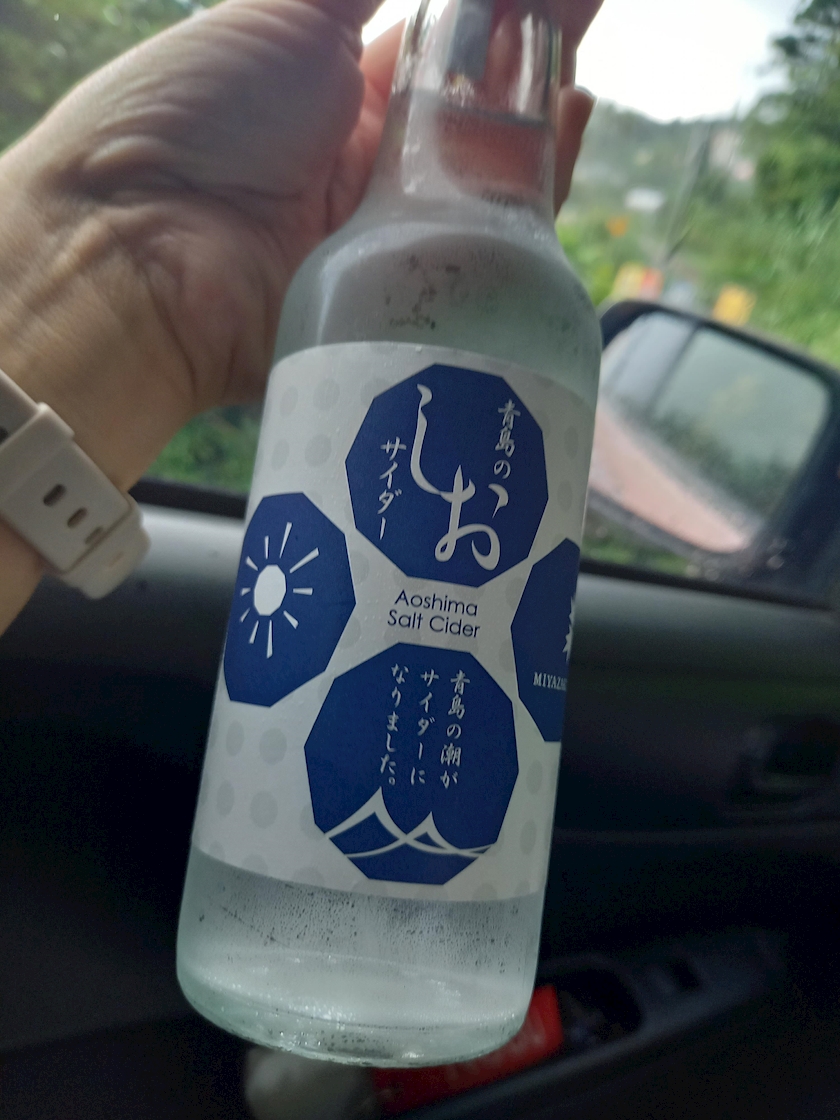 青島の
しお
サイダー
Aoshima
Salt Cider
青島の潮が
サイダーに
なりました。